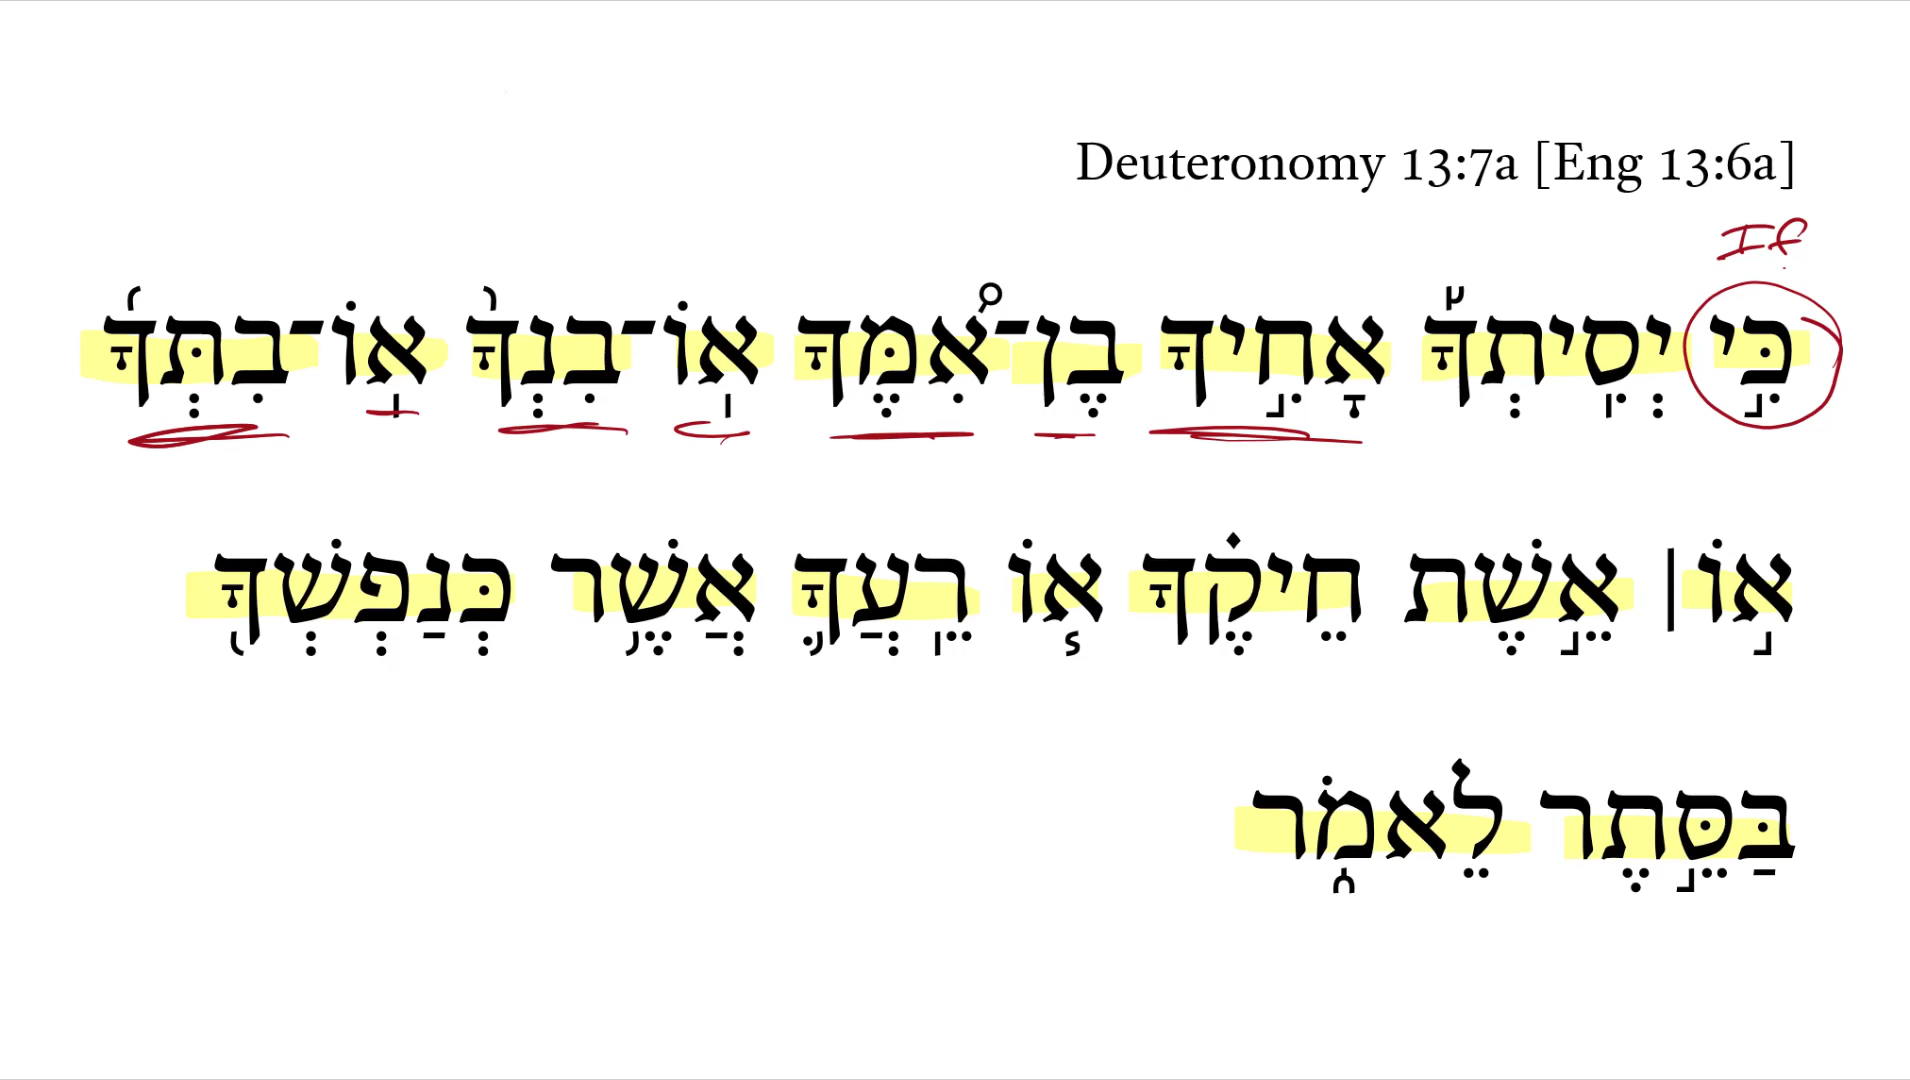 Deuteronomy 13:7a [Eng 13:6a]
If
כִּ֣י יְסִֽיתְךָ֡ אָחִ֣יךָ בֶן־אִ֠מֶּךָ אֽוֹ־בִנְךָ֨ אֽוֹ־בִתְּךָ֜
א֣וֹ׀ אֵ֣שֶׁת חֵיקֶ֗ךָ א֧וֹ רֵֽעֲךָ֛ אֲשֶׁ֥ר כְּנַפְשְׁךָ֖
בַּסֵּ֣תֶר לֵאמֹ֑ר